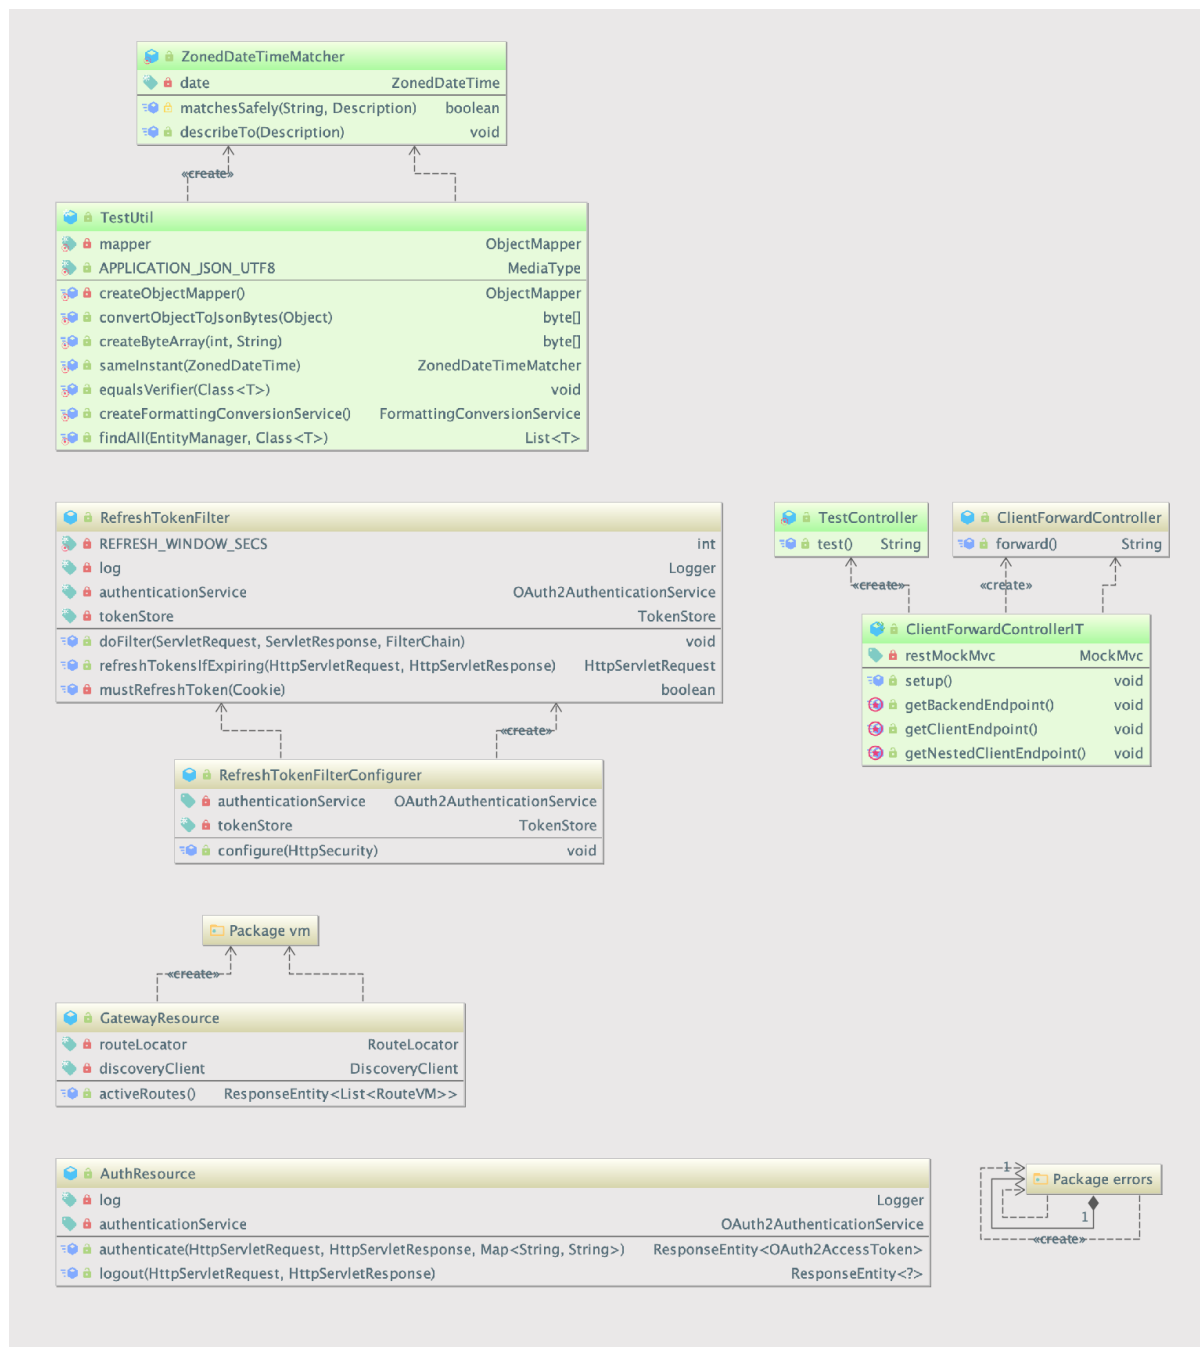 ZonedDateTimeMatcher
date ZonedDateTime
matchesSafely(String, Description) boolean
describeTo(Description) void
«create»
TestUtil
mapper ObjectMapper
APPLICATION_JSON_UTF8 MediaType
createObjectMapper() ObjectMapper
convertObjectToJsonBytes(Object) byte[]
createByteArray(int, String) byte[]
sameInstant(ZonedDateTime) ZonedDateTimeMatcher
equalsVerifier(Class<T>) void
createFormattingConversionService() FormattingConversionService
findAll(EntityManager, Class<T>) List<T>
RefreshTokenFilter
REFRESH_WINDOW_SECS int
log Logger
authenticationService OAuth2AuthenticationService
tokenStore TokenStore
doFilter(ServletRequest, ServletResponse, FilterChain) void
refreshTokensIfExpiring(HttpServletRequest, HttpServletResponse) HttpServletRequest
mustRefreshToken(Cookie) boolean
«create»
RefreshTokenFilterConfigurer
authenticationService OAuth2AuthenticationService
tokenStore TokenStore
configure(HttpSecurity) void
TestController
test() String
ClientForwardController
forward() String
«create»
«create»
ClientForwardControllerIT
restMockMvc MockMvc
setup() void
getBackendEndpoint() void
getClientEndpoint() void
getNestedClientEndpoint() void
Package vm
«create»
GatewayResource
routeLocator RouteLocator
discoveryClient DiscoveryClient
activeRoutes() ResponseEntity<List<RouteVM>>
AuthResource
log Logger
authenticationService OAuth2AuthenticationService
authenticate(HttpServletRequest, HttpServletResponse, Map<String, String>) ResponseEntity<OAuth2AccessToken>
logout(HttpServletRequest, HttpServletResponse) ResponseEntity<?>
1
Package errors
1
«create»